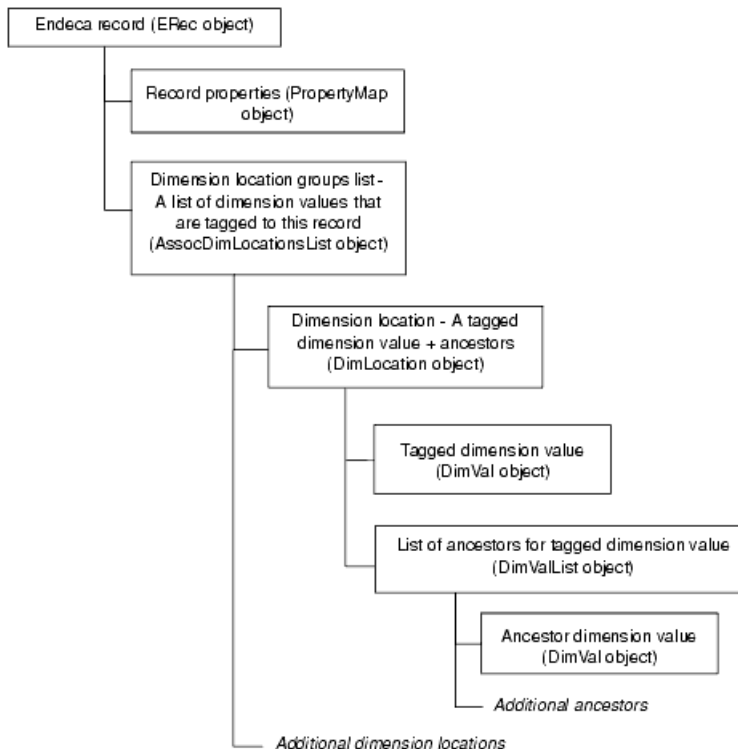 Endeca record (ERec object)
Record properties (PropertyMap
object)
Dimension location groups list -
A list of dimension values that
are tagged to this record
(AssocDimLocationsList object)
Dimension location - A tagged
dimension value + ancestors
(DimLocation object)
Tagged dimension value
(DimVal object)
List of ancestors for tagged dimension value
(DimValList object)
Ancestor dimension value
(DimVal object)
Additional ancestors
Additional dimension locations